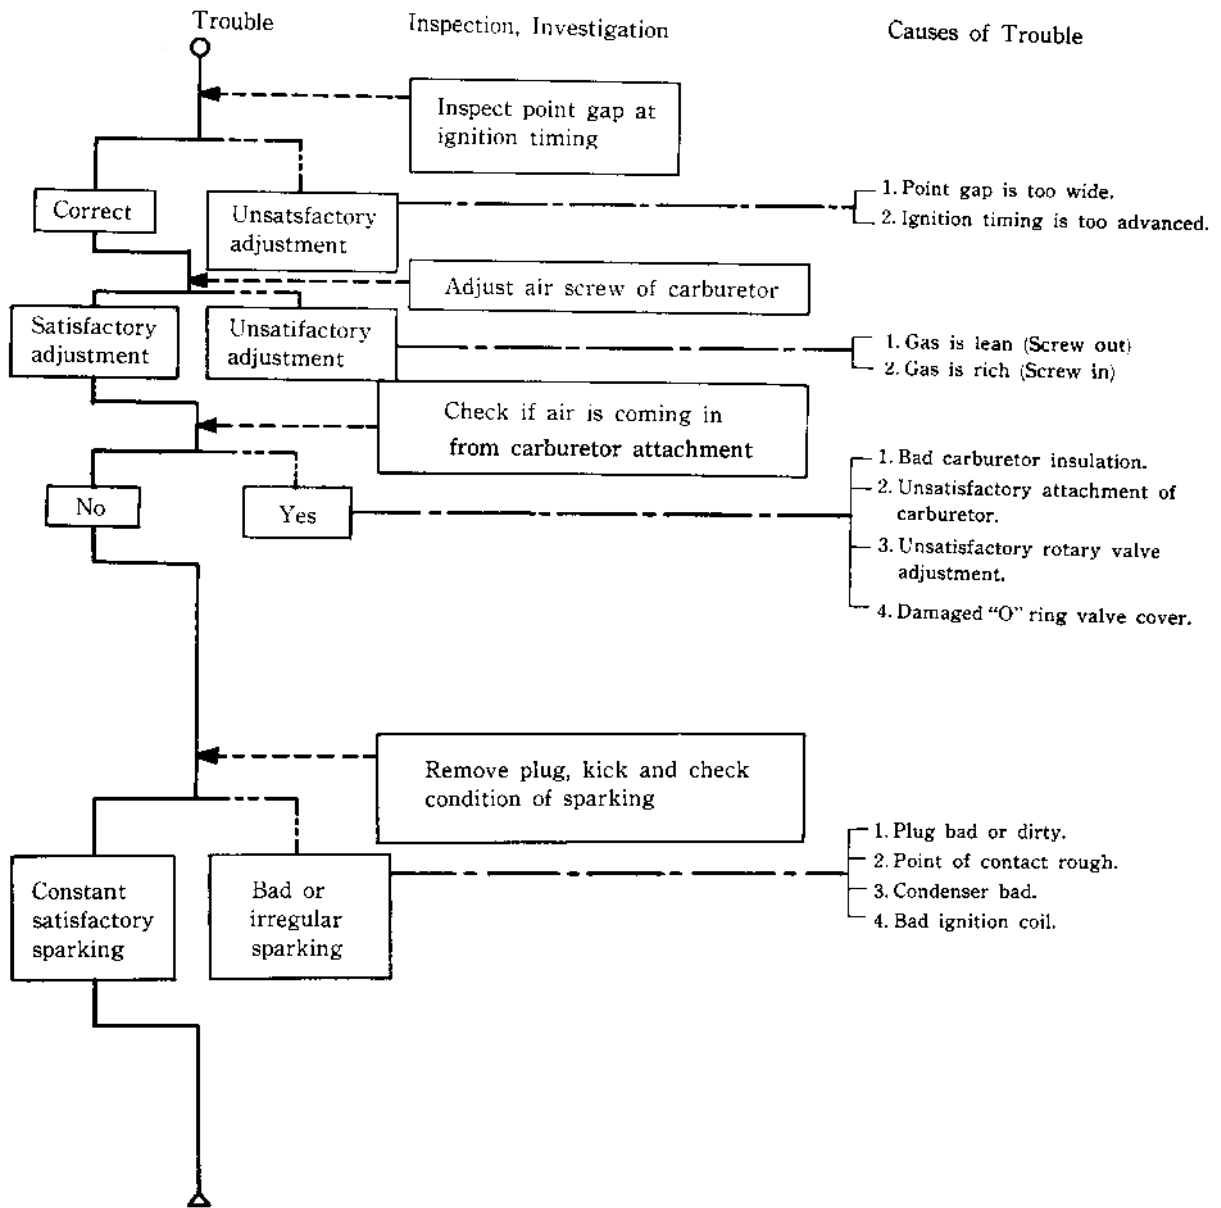 Trouble
Inspection, Investigation
Causes of Trouble
Inspect point gap at
ignition timing
Correct
Unsatsfactory
adjustment
1. Point gap is too wide.
2. Ignition timing is too advanced.
Adjust air screw of carburetor
Satisfactory
adjustment
Unsatifactory
adjustment
1. Gas is lean (Screw out)
2. Gas is rich (Screw in)
Check if air is coming in
from carburetor attachment
No
Yes
1. Bad carburetor insulation.
2. Unsatisfactory attachment of
carburetor.
3. Unsatisfactory rotary valve
adjustment.
4. Damaged “O” ring valve cover.
Remove plug, kick and check
condition of sparking
Constant
satisfactory
sparking
Bad or
irregular
sparking
1. Plug bad or dirty.
2. Point of contact rough.
3. Condenser bad.
4. Bad ignition coil.